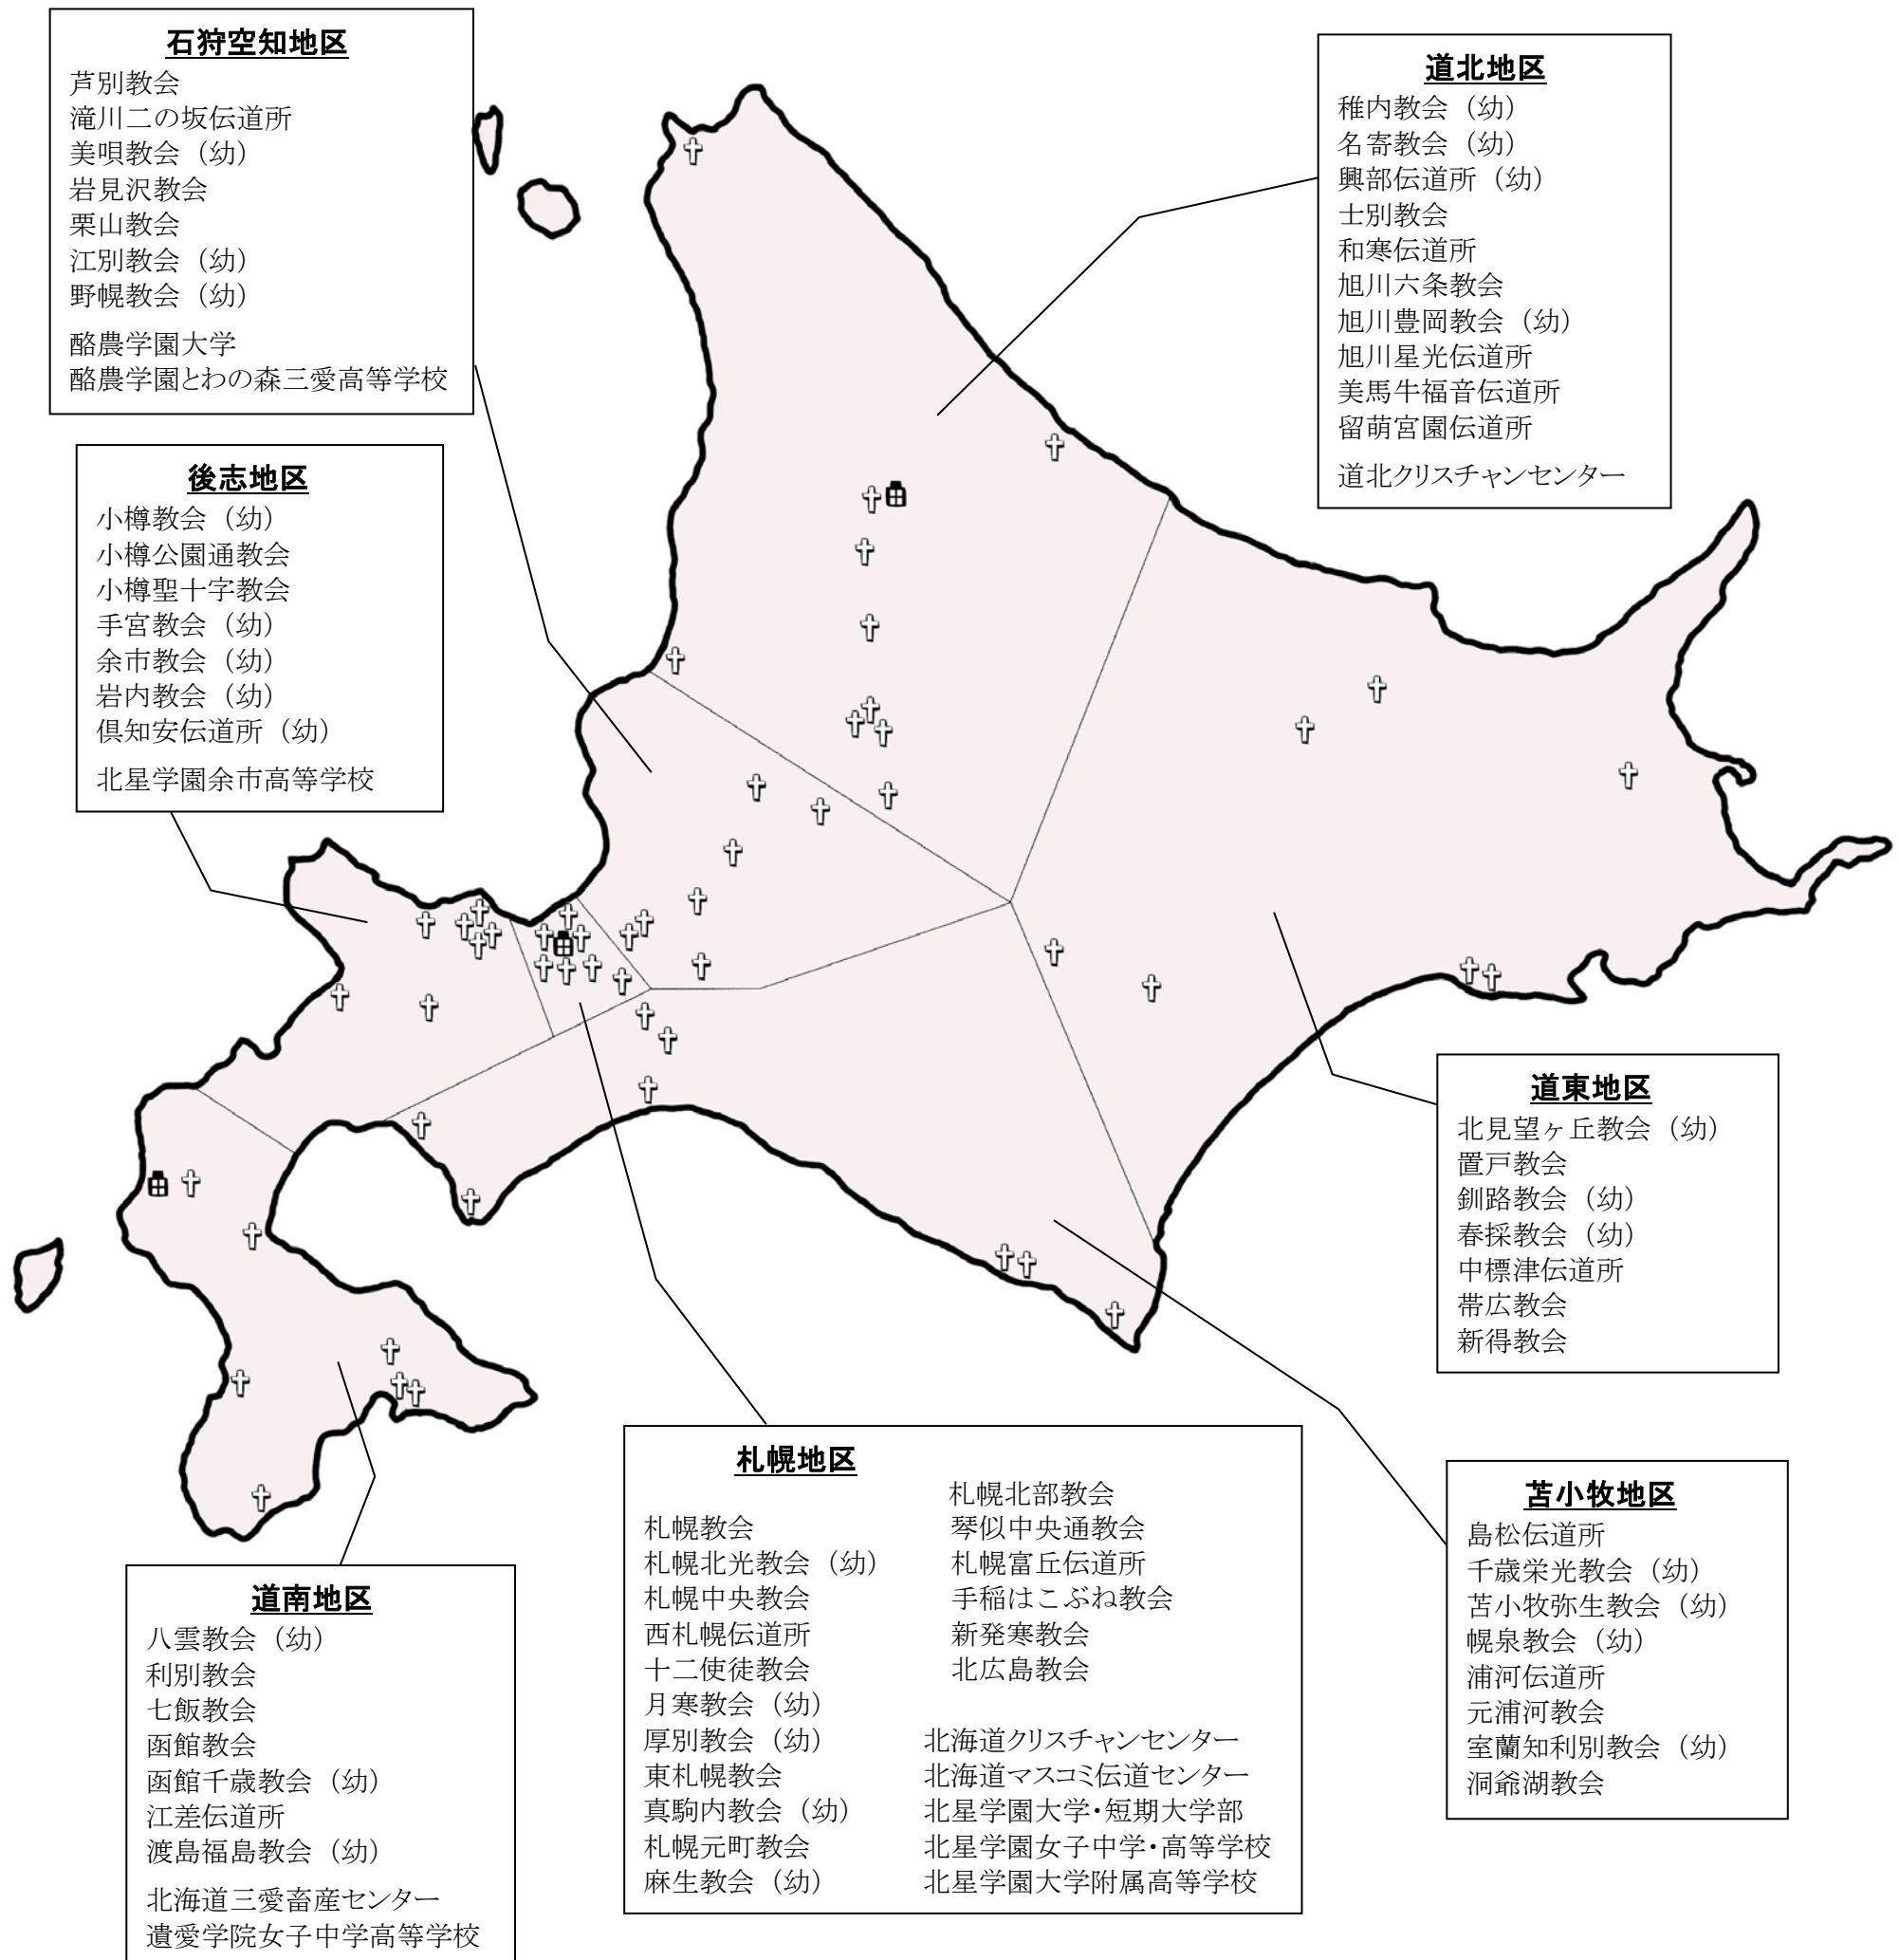 石狩空知地区
芦別教会
滝川二の坂伝道所
美唄教会（幼）
岩見沢教会
栗山教会
江別教会（幼）
野幌教会（幼）
酪農学園大学
酪農学園とわの森三愛高等学校
道北地区
稚内教会（幼）
名寄教会（幼）
興部伝道所（幼）
士別教会
和寒伝道所
旭川六条教会
旭川豊岡教会（幼）
旭川星光伝道所
美馬牛福音伝道所
留萌宮園伝道所
道北クリスチャンセンター
後志地区
小樽教会（幼）
小樽公園通教会
小樽聖十字教会
手宮教会（幼）
余市教会（幼）
岩内教会（幼）
倶知安伝道所（幼）
北星学園余市高等学校
道東地区
北見望ヶ丘教会（幼）
置戸教会
釧路教会（幼）
春採教会（幼）
中標津伝道所
帯広教会
新得教会
札幌地区
札幌教会
札幌北光教会（幼）
札幌中央教会
西札幌伝道所
十二使徒教会
月寒教会（幼）
厚別教会（幼）
東札幌教会
真駒内教会（幼）
札幌元町教会
麻生教会（幼）
札幌北部教会
琴似中央通教会
札幌富丘伝道所
手稲はこぶね教会
新発寒教会
北広島教会
北海道クリスチャンセンター
北海道マスコミ伝道センター
北星学園大学・短期大学部
北星学園女子中学・高等学校
北星学園大学附属高等学校
苫小牧地区
島松伝道所
千歳栄光教会（幼）
苫小牧弥生教会（幼）
幌泉教会（幼）
浦河伝道所
元浦河教会
室蘭知利別教会（幼）
洞爺湖教会
道南地区
八雲教会（幼）
利別教会
七飯教会
函館教会
函館千歳教会（幼）
江差伝道所
渡島福島教会（幼）
北海道三愛畜産センター
遺愛学院女子中学高等学校